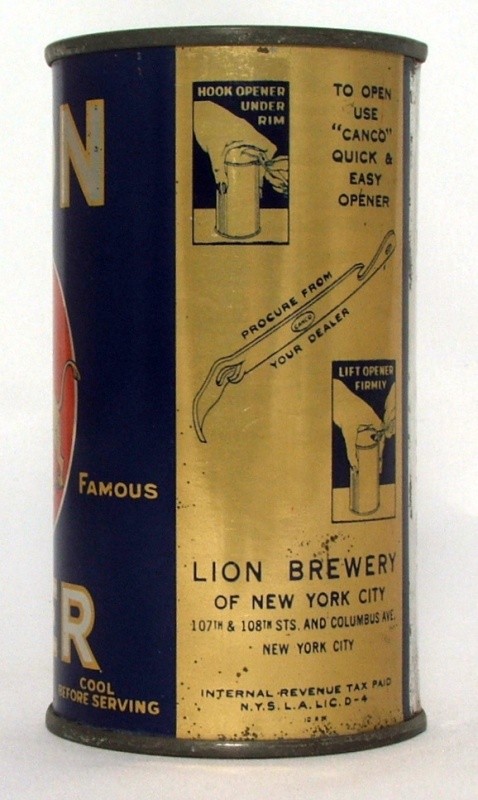 N
FAMOUS
ER
COOL
BEFORE SERVING
HOOK OPENER
UNDER
RIM
TO OPEN
USE
"CANCO"
QUICK &
EASY
OPENER
PROCURE FROM
CANCO
YOUR DEALER
LIFT OPENER
FIRMLY
LION BREWERY
OF NEW YORK CITY
107TH & 108TH STS. AND COLUMBUS AVE.
NEW YORK CITY
INTERNAL REVENUE TAX PAID
N.Y.S. L.A. LIC. D-4